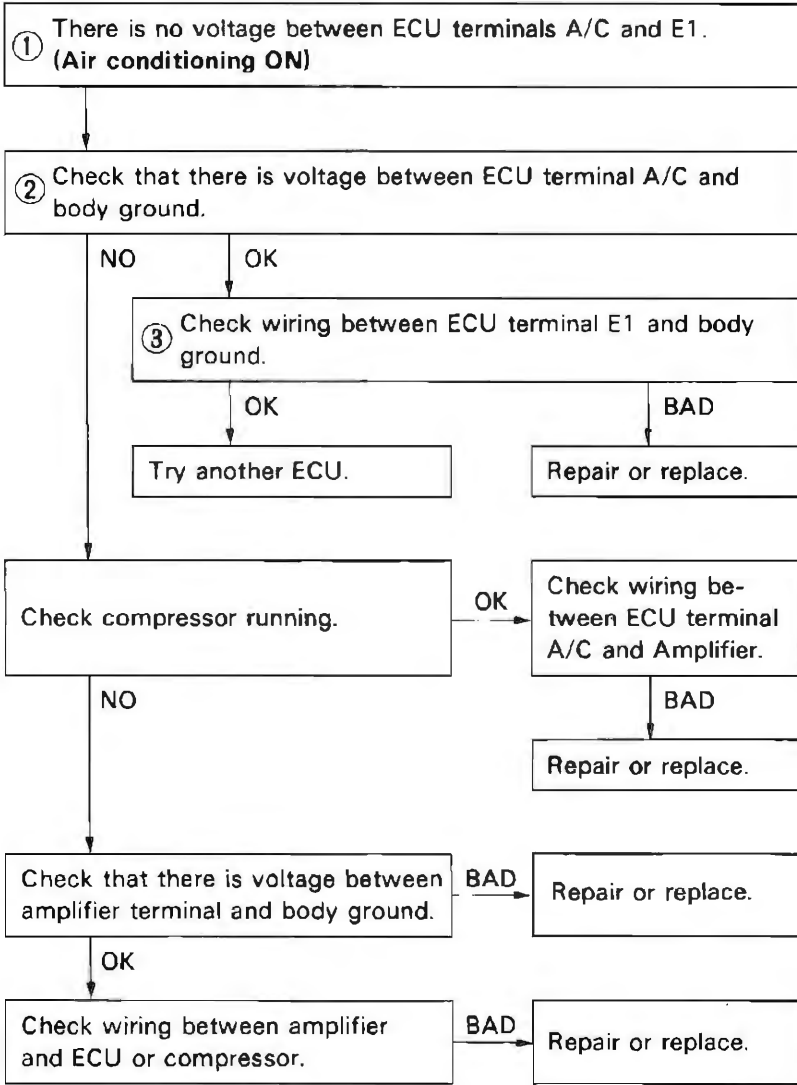 ① There is no voltage between ECU terminals A/C and E1.
(Air conditioning ON)
② Check that there is voltage between ECU terminal A/C and
body ground.
NO
OK
③ Check wiring between ECU terminal E1 and body
ground.
OK
BAD
Try another ECU.
Repair or replace.
Check compressor running.
OK
Check wiring be-
tween ECU terminal
A/C and Amplifier.
NO
BAD
Repair or replace.
Check that there is voltage between
amplifier terminal and body ground.
BAD
Repair or replace.
OK
Check wiring between amplifier
and ECU or compressor.
BAD
Repair or replace.